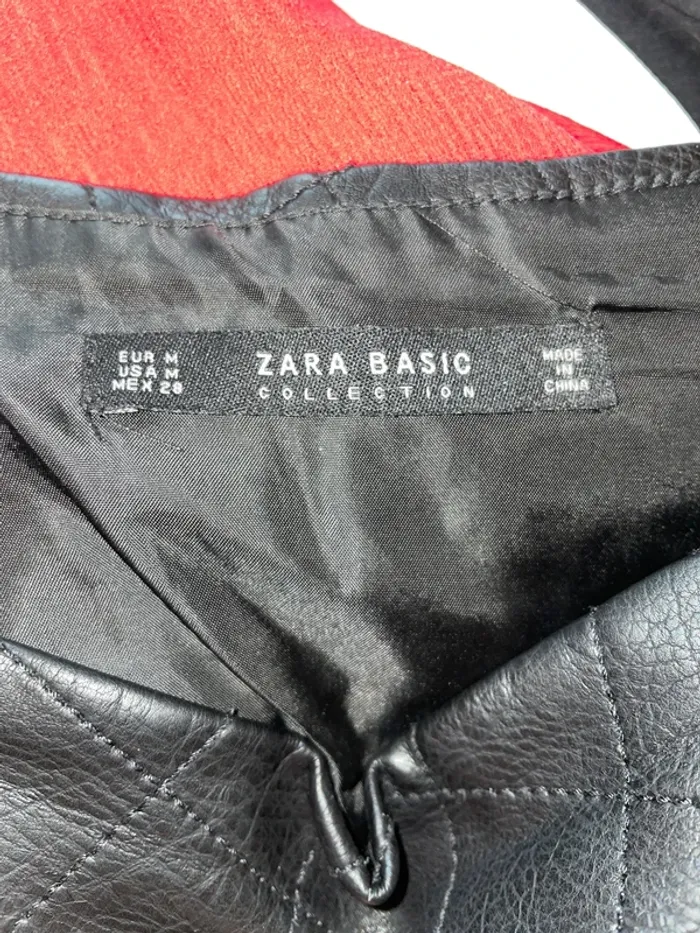 EUR M
USA M
MEX 28
ZARA BASIC
COLLECTION
MADE
IN
CHINA